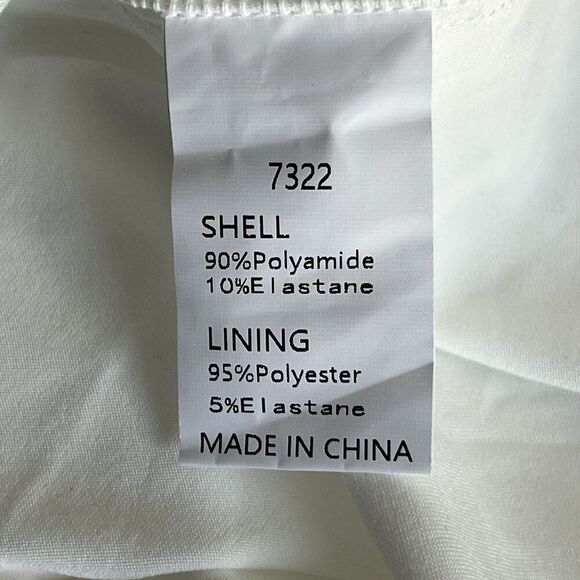 7322
SHELL
90%Polyamide
10%Elastane
LINING
95%Polyester
5%Elastane
MADE IN CHINA